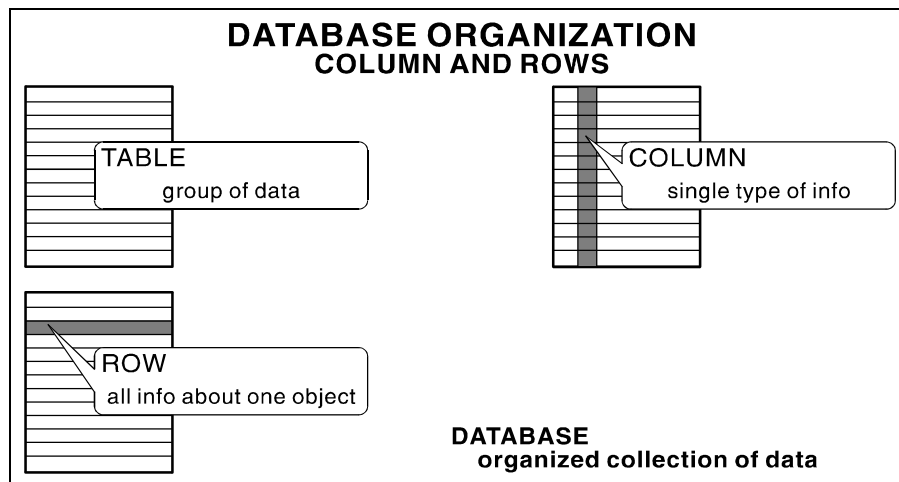 DATABASE ORGANIZATION
COLUMN AND ROWS
TABLE
group of data
COLUMN
single type of info
ROW
all info about one object
DATABASE
organized collection of data